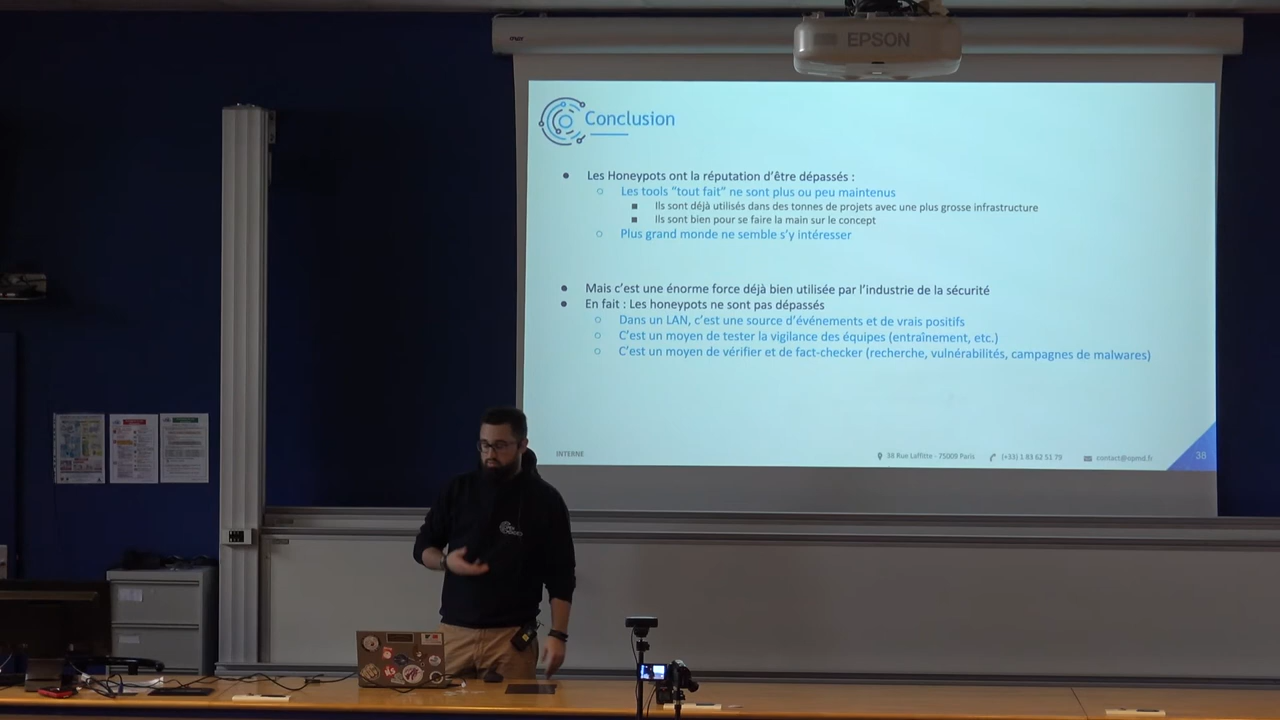 EPSON
Conclusion
● Les Honeypots ont la réputation d'être dépassés :
○ Les tools "tout fait" ne sont plus ou peu maintenus
■ Ils sont déjà utilisés dans des tonnes de projets avec une plus grosse infrastructure
■ Ils sont bien pour se faire la main sur le concept
○ Plus grand monde ne semble s'y intéresser
● Mais c'est une énorme force déjà bien utilisée par l'industrie de la sécurité
● En fait : Les honeypots ne sont pas dépassés
○ Dans un LAN, c'est une source d'événements et de vrais positifs
○ C'est un moyen de tester la vigilance des équipes (entraînement, etc.)
○ C'est un moyen de vérifier et de fact-checker (recherche, vulnérabilités, campagnes de malwares)
INTERNE
38 Rue Laffitte - 75009 Paris
(+33) 1 83 62 51 79
contact@opmd.fr
38